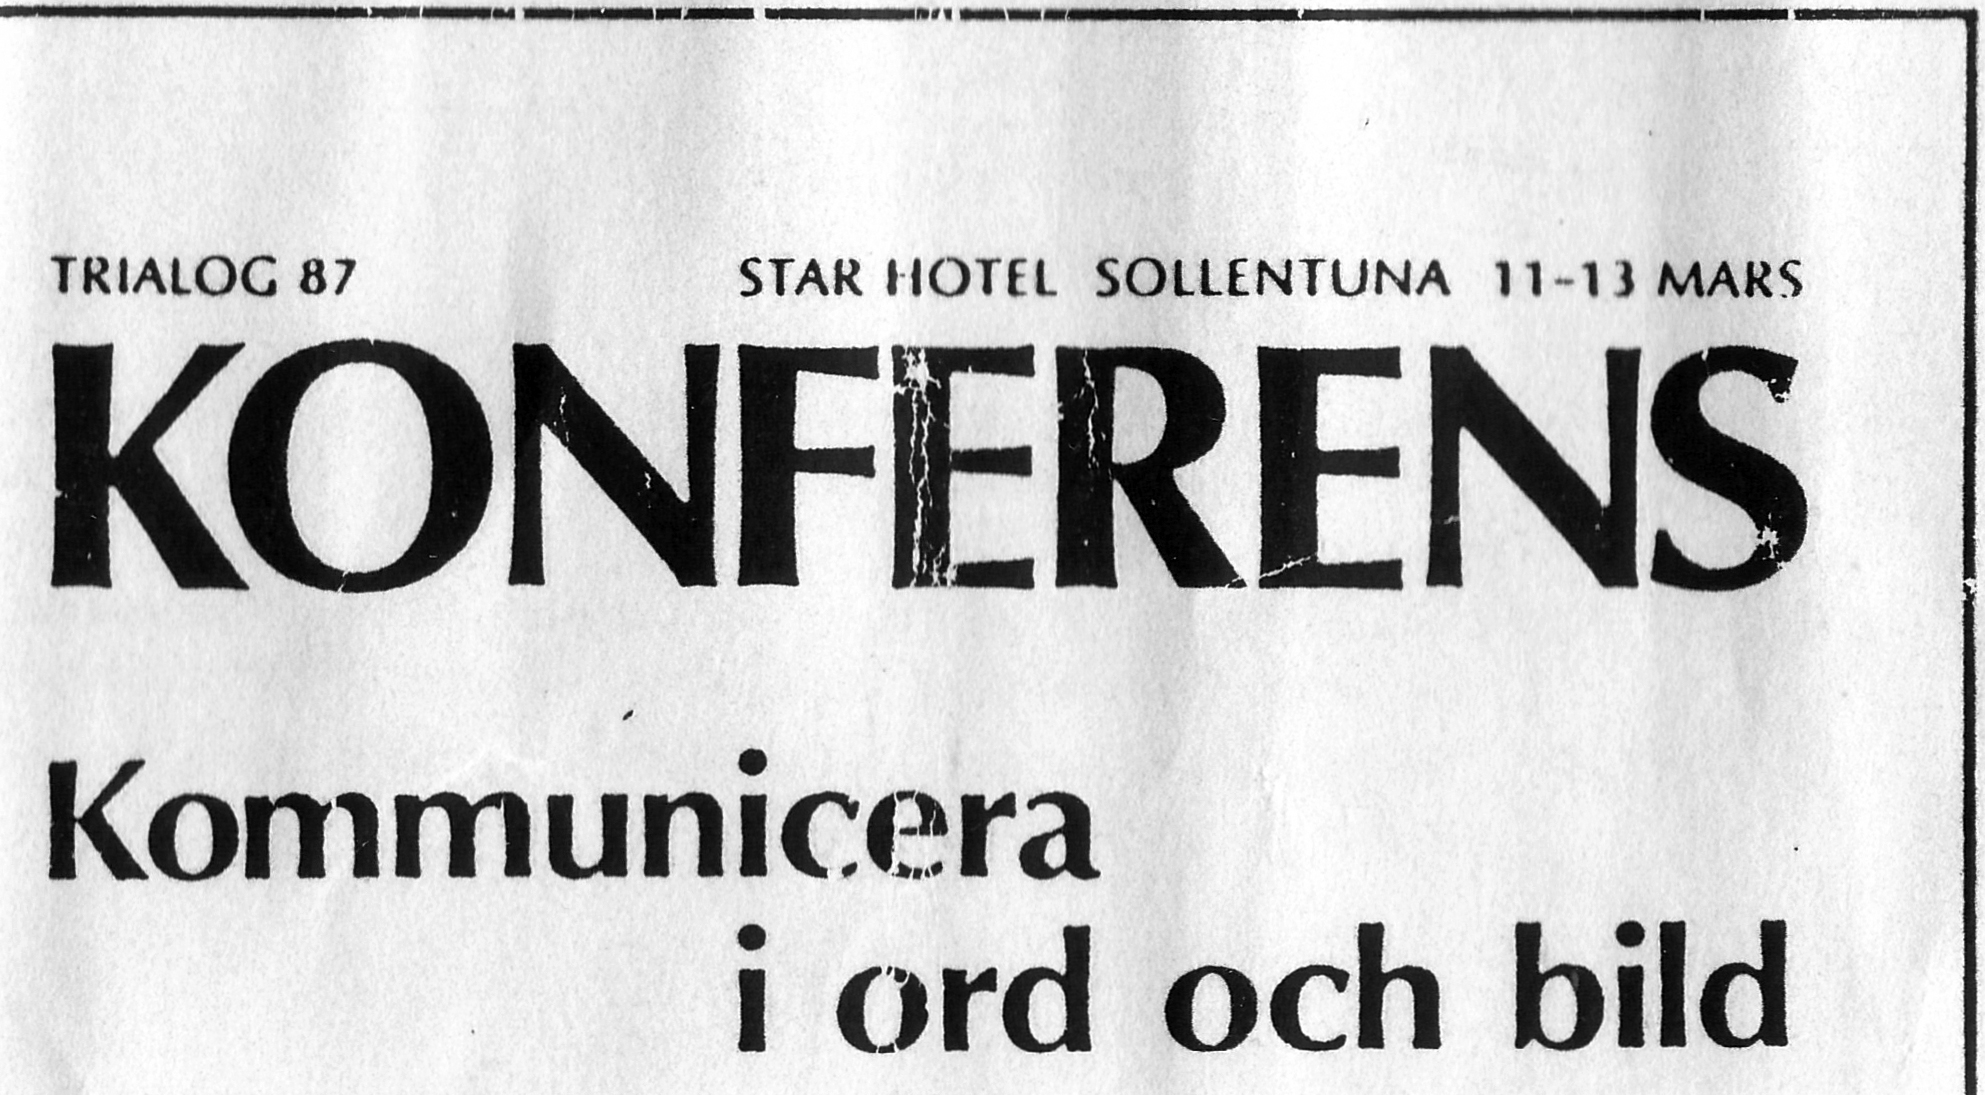 TRIALOG 87 STAR HOTEL SOLLENTUNA 11-13 MARS
KONFERENS
Kommunicera
i ord och bild